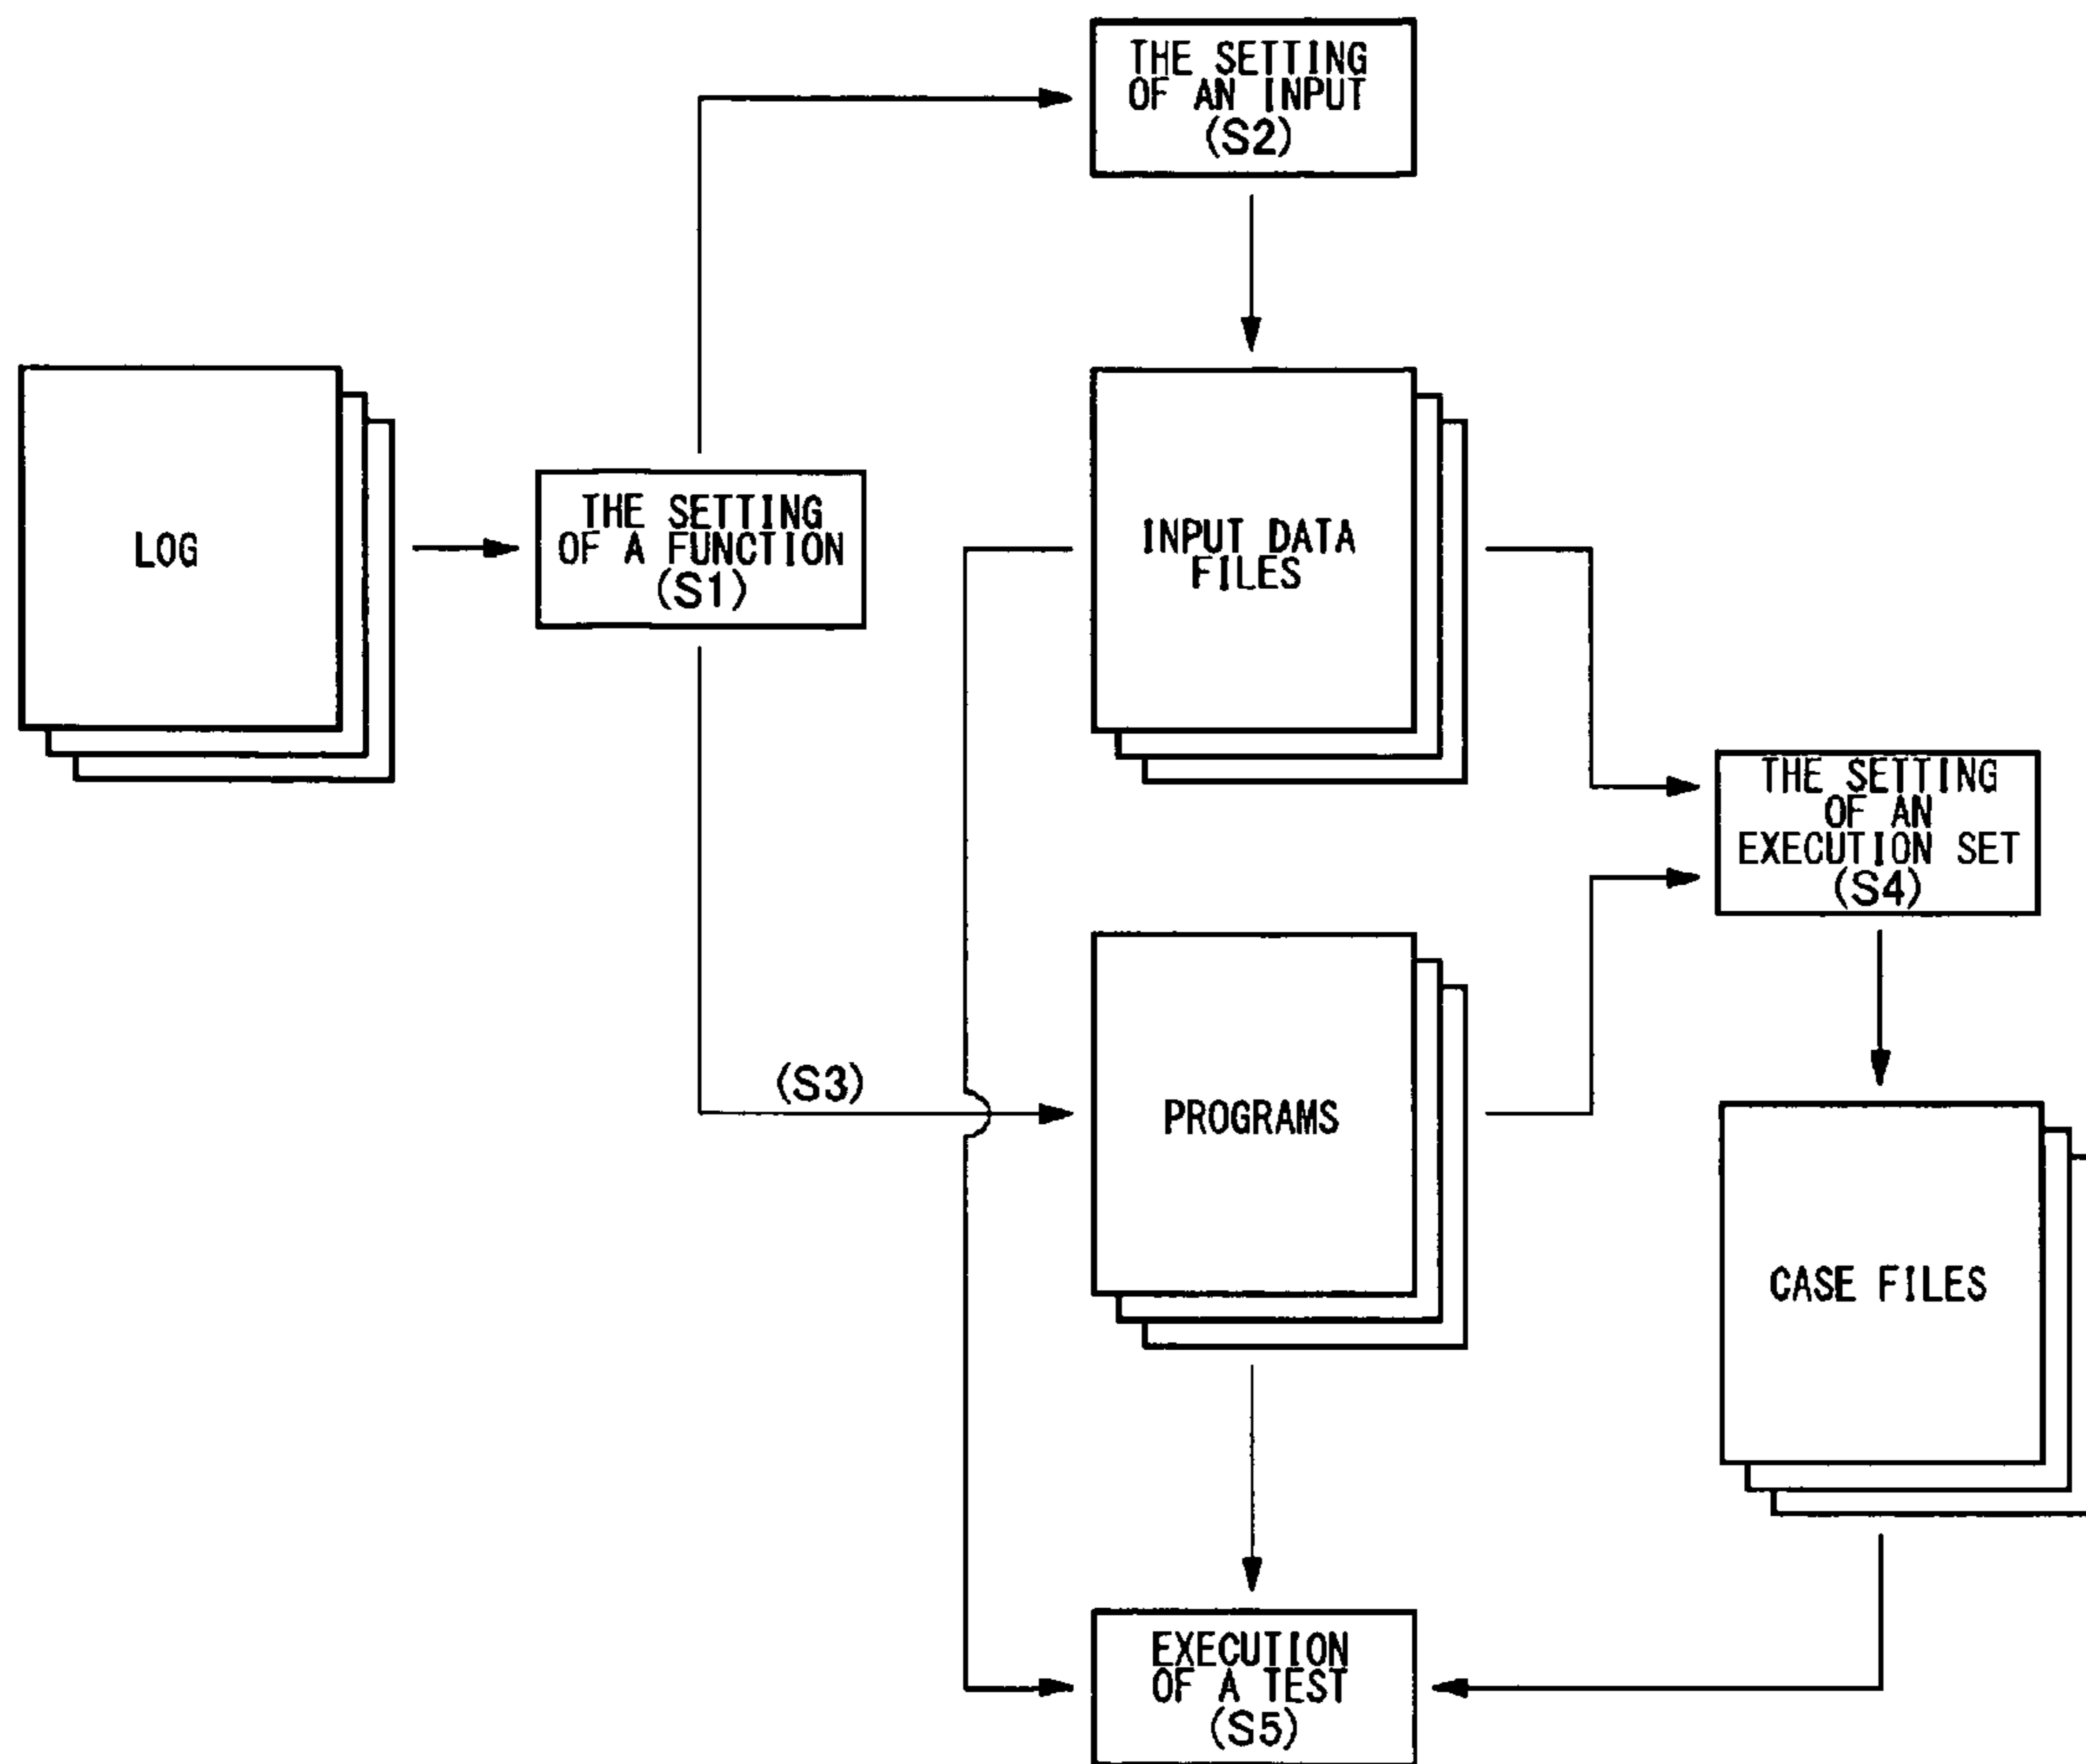 THE SETTING
OF AN INPUT
(S2)
LOG
THE SETTING
OF A FUNCTION
(S1)
INPUT DATA
FILES
THE SETTING
OF AN
EXECUTION SET
(S4)
(S3)
PROGRAMS
CASE FILES
EXECUTION
OF A TEST
(S5)